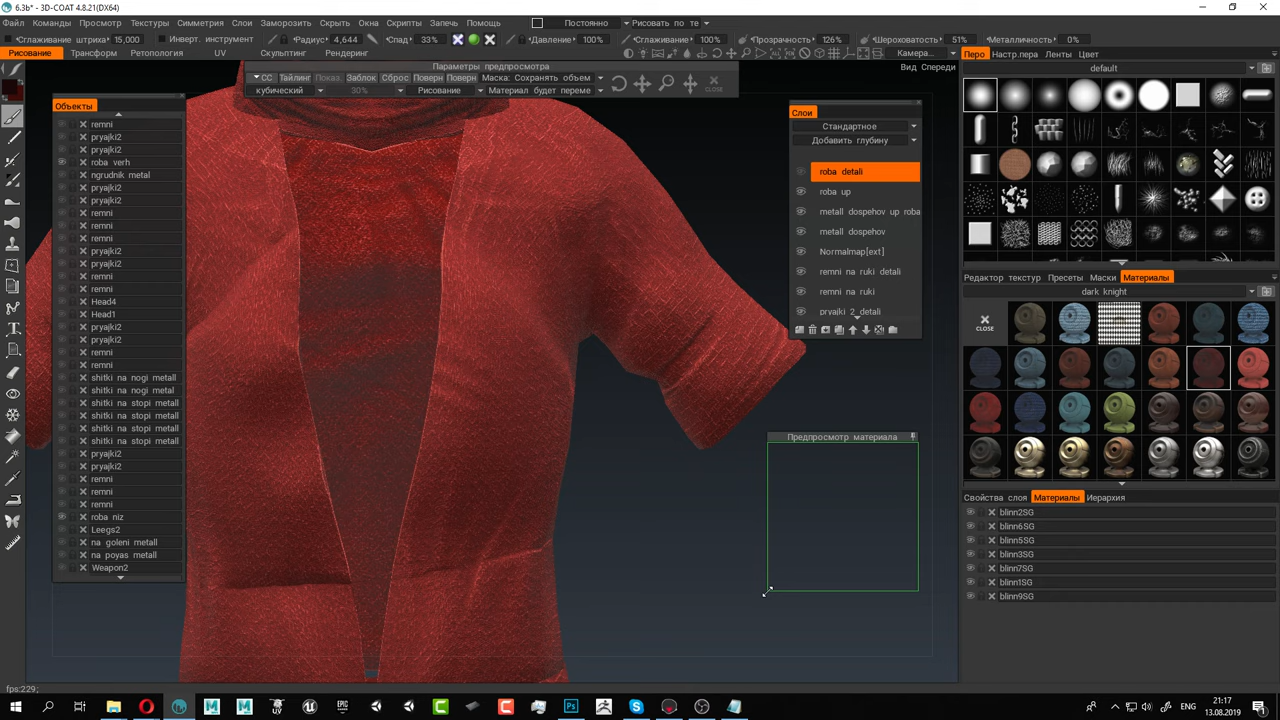 6.3b* - 3D-COAT 4.8.21(DX64)
Файл Команды Просмотр Текстуры Симметрия Слои Заморозить Скрыть Окна Скрипты Запечь Помощь Постоянно Рисовать по те
Сглаживание штриха 15,000 Инверт. инструмент Радиус 4,644 Спад 33% Давление 100% Сглаживание 100% Прозрачность 126% Шероховатость 51% Металличность 0%
Рисование Трансформ Ретопология UV Скульптинг Рендеринг Камера... Перо Настр.пера Ленты Цвет
Параметры предпросмотра
Вид Спереди
default
СС Тайлинг Показ. Заблок Сброс Поверн Поверн Маска: Сохранять объем
кубический 30% Рисование Материал будет переме CLOSE
Объекты
remni
pryajki2
pryajki2
roba verh
ngrudnik metal
pryajki2
pryajki2
remni
remni
remni
pryajki2
pryajki2
remni
remni
Head4
Head1
pryajki2
pryajki2
remni
remni
shitki na nogi metall
shitki na nogi metal
shitki na stopi metall
shitki na stopi metall
shitki na stopi metall
shitki na stopi metall
pryajki2
pryajki2
remni
remni
remni
roba niz
Leegs2
na goleni metall
na poyas metall
Weapon2
Слои
Стандартное
Добавить глубину
roba detali
roba up
metall dospehov up roba
metall dospehov
Normalmap[ext]
remni na ruki detali
remni na ruki
pryajki 2 detali
Предпросмотр материала
Редактор текстур Пресеты Маски Материалы
dark knight
CLOSE
Свойства слоя Материалы Иерархия
blinn2SG
blinn6SG
blinn5SG
blinn3SG
blinn7SG
blinn1SG
blinn9SG
fps:229;
UV
EPIC GAMES
Ps
ENG
21:17
13.08.2019
1